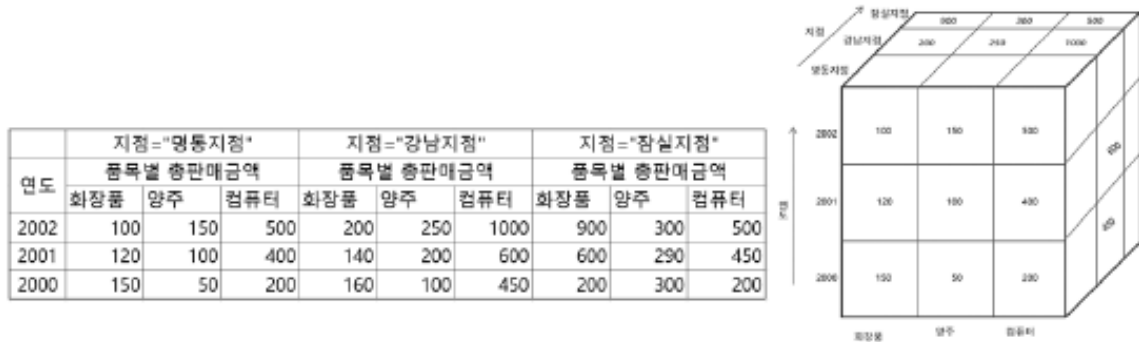 지점="명동지점" 지점="강남지점" 지점="잠실지점"
연도 품목별 총판매금액 품목별 총판매금액 품목별 총판매금액
화장품 양주 컴퓨터 화장품 양주 컴퓨터 화장품 양주 컴퓨터
2002 100 150 500 200 250 1000 900 300 500
2001 120 100 400 140 200 600 600 290 450
2000 150 50 200 160 100 450 200 300 200
지점
잠실지점 900 300 500
강남지점 200 250 1000
명동지점
연도
2002 100 150 500
2001 120 100 400
2000 150 50 200
화장품 양주 컴퓨터